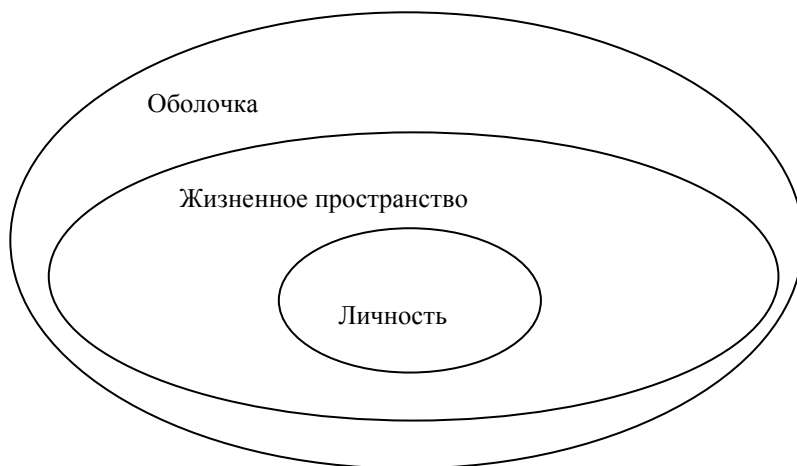 Оболочка
Жизненное пространство
Личность